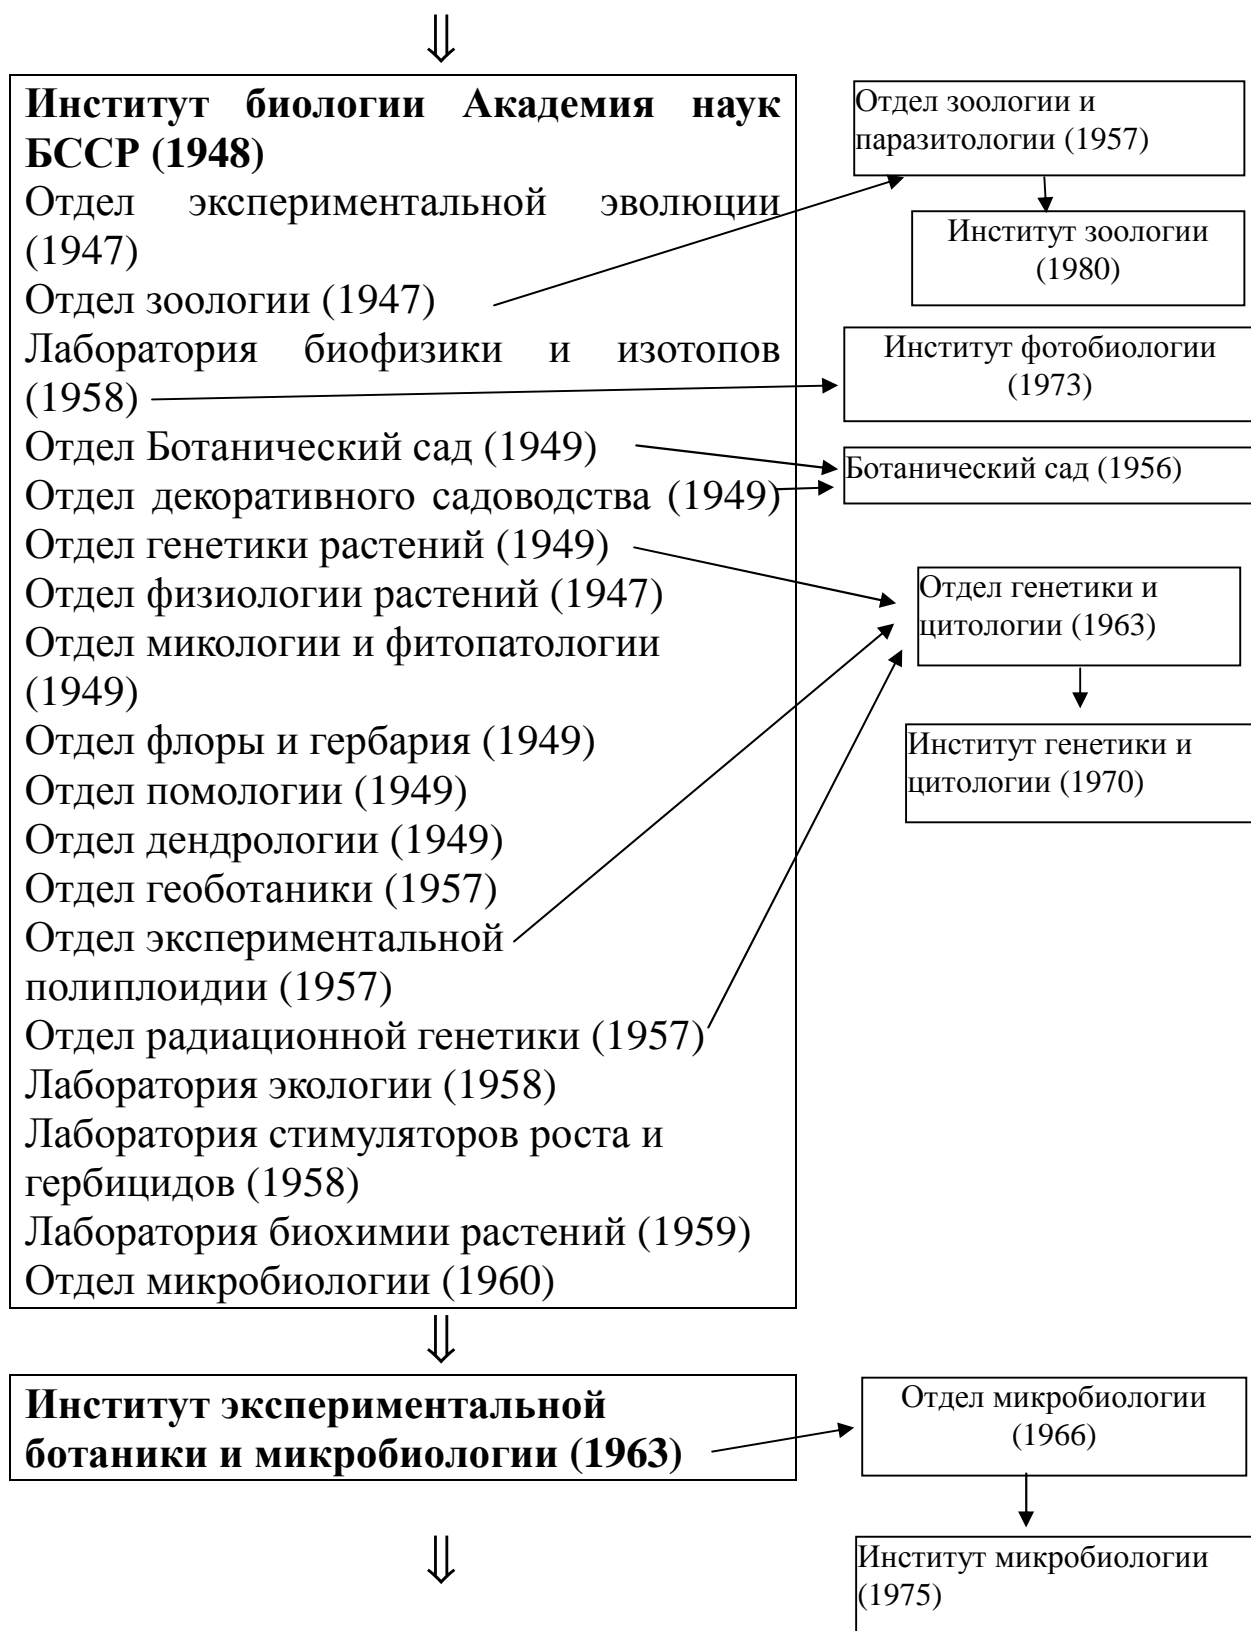 Институт биологии Академия наук
БССР (1948)
Отдел экспериментальной эволюции
(1947)
Отдел зоологии (1947)
Лаборатория биофизики и изотопов
(1958)
Отдел Ботанический сад (1949)
Отдел декоративного садоводства (1949)
Отдел генетики растений (1949)
Отдел физиологии растений (1947)
Отдел микологии и фитопатологии
(1949)
Отдел флоры и гербария (1949)
Отдел помологии (1949)
Отдел дендрологии (1949)
Отдел геоботаники (1957)
Отдел экспериментальной
полиплоидии (1957)
Отдел радиационной генетики (1957)
Лаборатория экологии (1958)
Лаборатория стимуляторов роста и
гербицидов (1958)
Лаборатория биохимии растений (1959)
Отдел микробиологии (1960)
Отдел зоологии и
паразитологии (1957)
Институт зоологии
(1980)
Институт фотобиологии
(1973)
Ботанический сад (1956)
Отдел генетики и
цитологии (1963)
Институт генетики и
цитологии (1970)
Институт экспериментальной
ботаники и микробиологии (1963)
Отдел микробиологии
(1966)
Институт микробиологии
(1975)